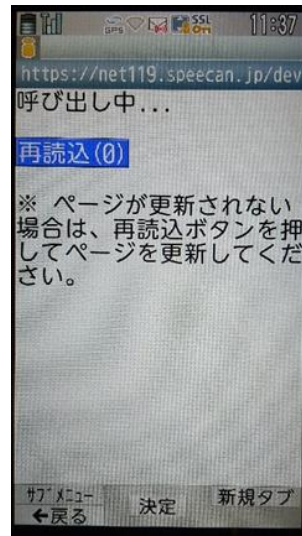 GPS SSL On 11:37
https://net119.speecan.jp/dev
呼び出し中...
再読込(0)
※ ページが更新されない
場合は、再読込ボタンを押
してページを更新してくだ
さい。
サブメニュー 決定 新規タブ
←戻る